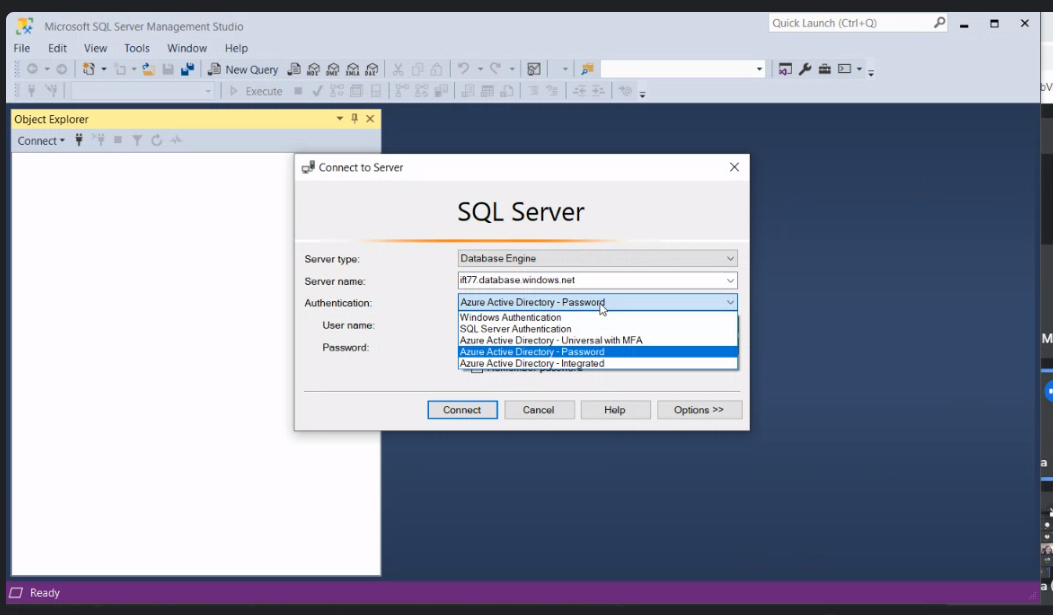 Microsoft SQL Server Management Studio
Quick Launch (Ctrl+Q)
File Edit View Tools Window Help
New Query
Execute
Object Explorer
Connect
Connect to Server
SQL Server
Server type: Database Engine
Server name: ift77.database.windows.net
Authentication: Azure Active Directory - Password
Windows Authentication
User name:
SQL Server Authentication
Azure Active Directory - Universal with MFA
Password:
Azure Active Directory - Password
Azure Active Directory - Integrated
Connect Cancel Help Options >>
Ready